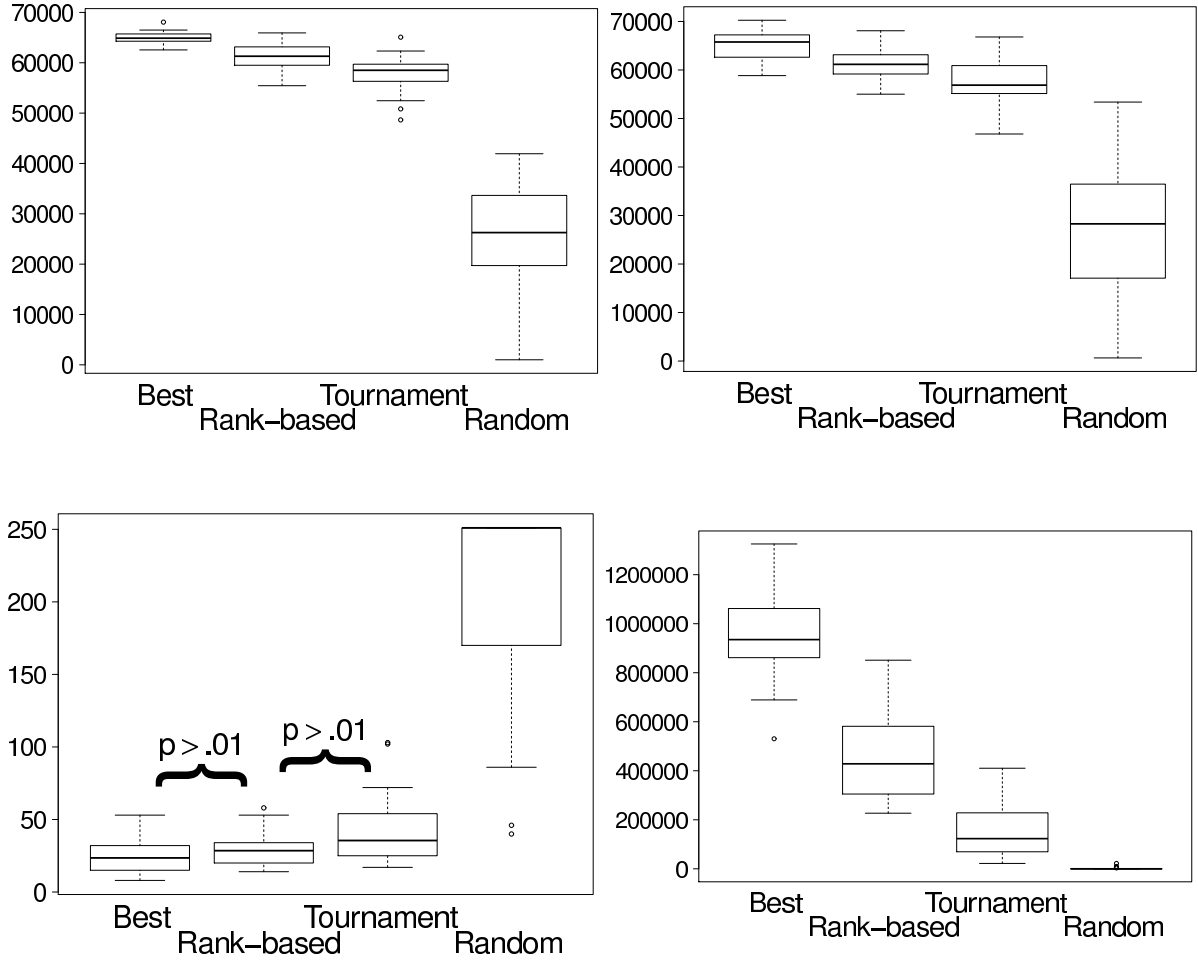 70000
60000
50000
40000
30000
20000
10000
0
Best
Tournament
Rank-based
Random
70000
60000
50000
40000
30000
20000
10000
0
Best
Tournament
Rank-based
Random
250
200
150
100
50
0
p > .01
p > .01
Best
Tournament
Rank-based
Random
1200000
1000000
800000
600000
400000
200000
0
Best
Tournament
Rank-based
Random